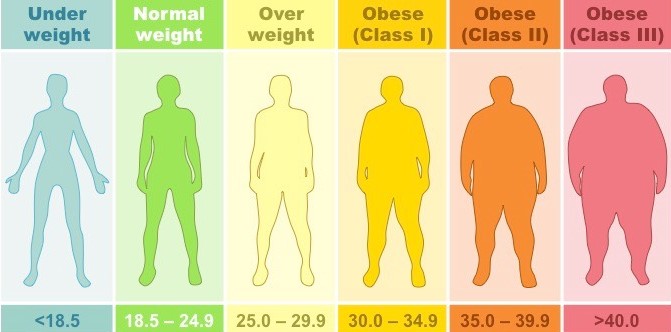 Under
weight
Normal
weight
Over
weight
Obese
(Class I)
Obese
(Class II)
Obese
(Class III)
<18.5
18.5 – 24.9
25.0 – 29.9
30.0 – 34.9
35.0 – 39.9
>40.0